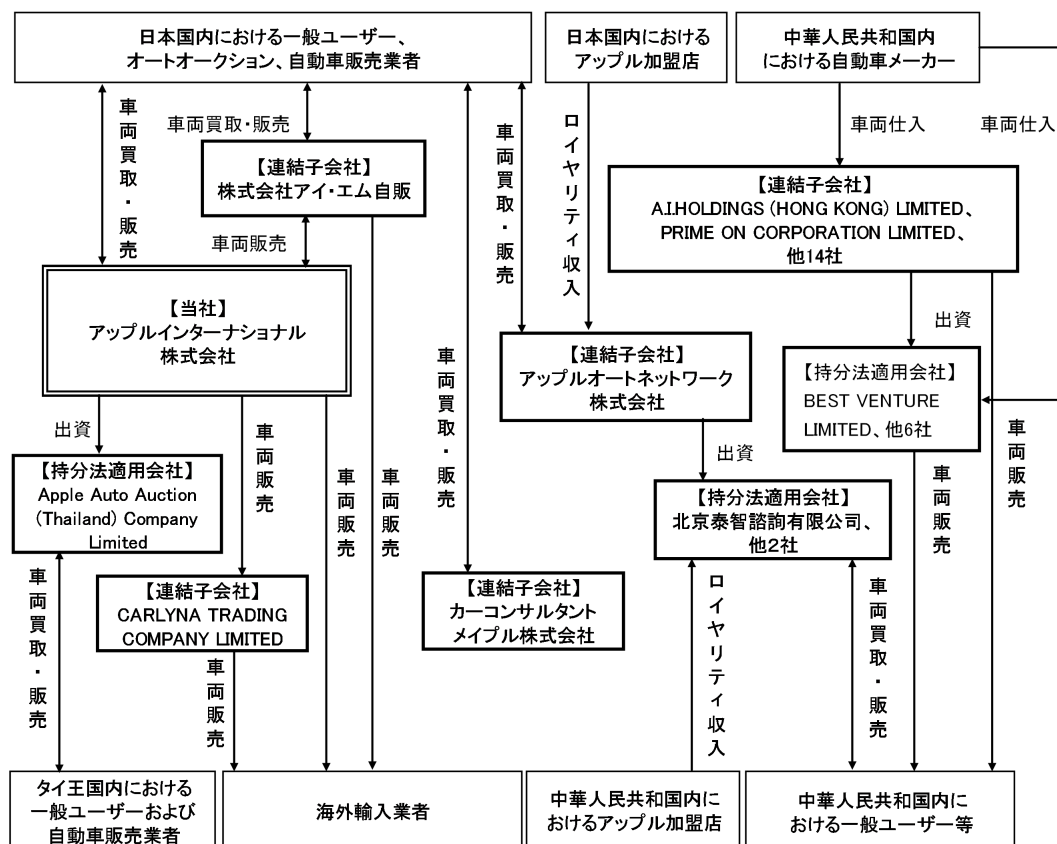 日本国内における一般ユーザー、
オートオークション、自動車販売業者
日本国内における
アップル加盟店
中華人民共和国内
における自動車メーカー
車両買取・販売
車両買取・販売
車両買取・販売
ロイヤリティ収入
車両仕入
車両仕入
【連結子会社】
株式会社アイ・エム自販
【連結子会社】
A.I.HOLDINGS (HONG KONG) LIMITED、
PRIME ON CORPORATION LIMITED、
他14社
車両販売
【当社】
アップルインターナショナル
株式会社
出資
【連結子会社】
アップルオートネットワーク
株式会社
【持分法適用会社】
BEST VENTURE
LIMITED、他6社
車両買取・販売
出資
車両販売
出資
車両販売
車両販売
車両販売
車両販売
【持分法適用会社】
Apple Auto Auction
(Thailand) Company
Limited
【持分法適用会社】
北京泰智諮詢有限公司、
他2社
車両買取・販売
【連結子会社】
CARLYNA TRADING
COMPANY LIMITED
【連結子会社】
カーコンサルタント
メイプル株式会社
ロイヤリティ収入
車両買取・販売
車両販売
タイ王国内における
一般ユーザーおよび
自動車販売業者
海外輸入業者
中華人民共和国内に
おけるアップル加盟店
中華人民共和国内に
おける一般ユーザー等